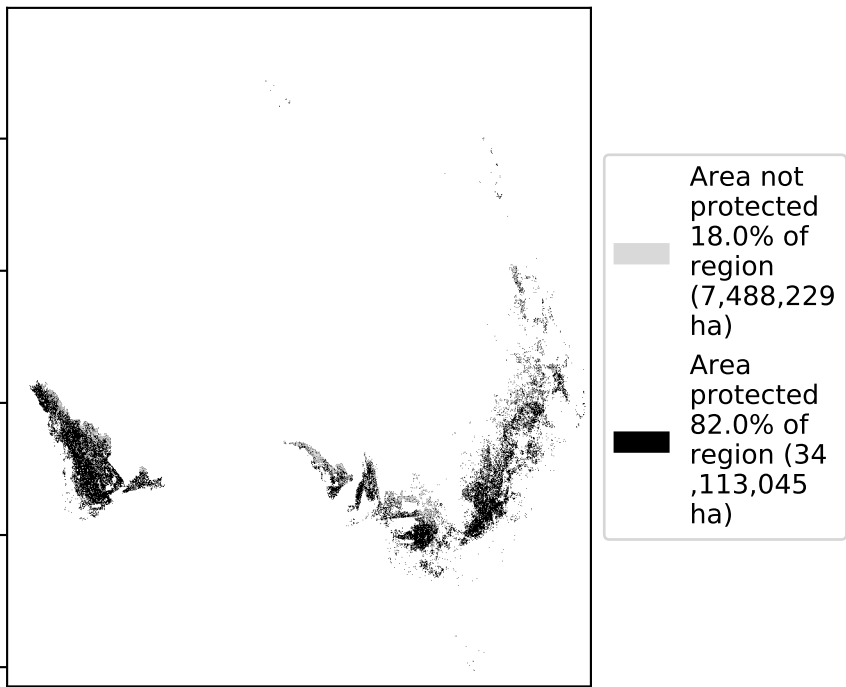 Area not
protected
18.0% of
region
(7,488,229
ha)
Area
protected
82.0% of
region (34
,113,045
ha)